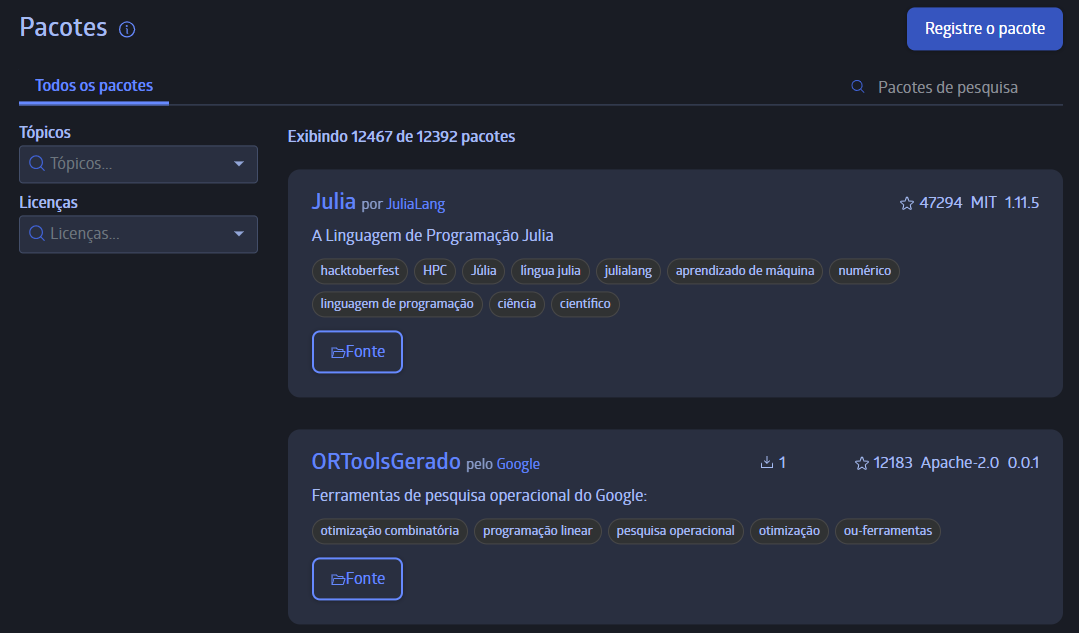 Pacotes
Registre o pacote
Todos os pacotes
Pacotes de pesquisa
Tópicos
Tópicos...
Licenças
Licenças...
Exibindo 12467 de 12392 pacotes
Julia por JuliaLang 47294 MIT 1.11.5
A Linguagem de Programação Julia
hacktoberfest HPC Júlia língua julia julialang aprendizado de máquina numérico
linguagem de programação ciência científico
Fonte
ORToolsGerado pelo Google 1 12183 Apache-2.0 0.0.1
Ferramentas de pesquisa operacional do Google:
otimização combinatória programação linear pesquisa operacional otimização ou-ferramentas
Fonte